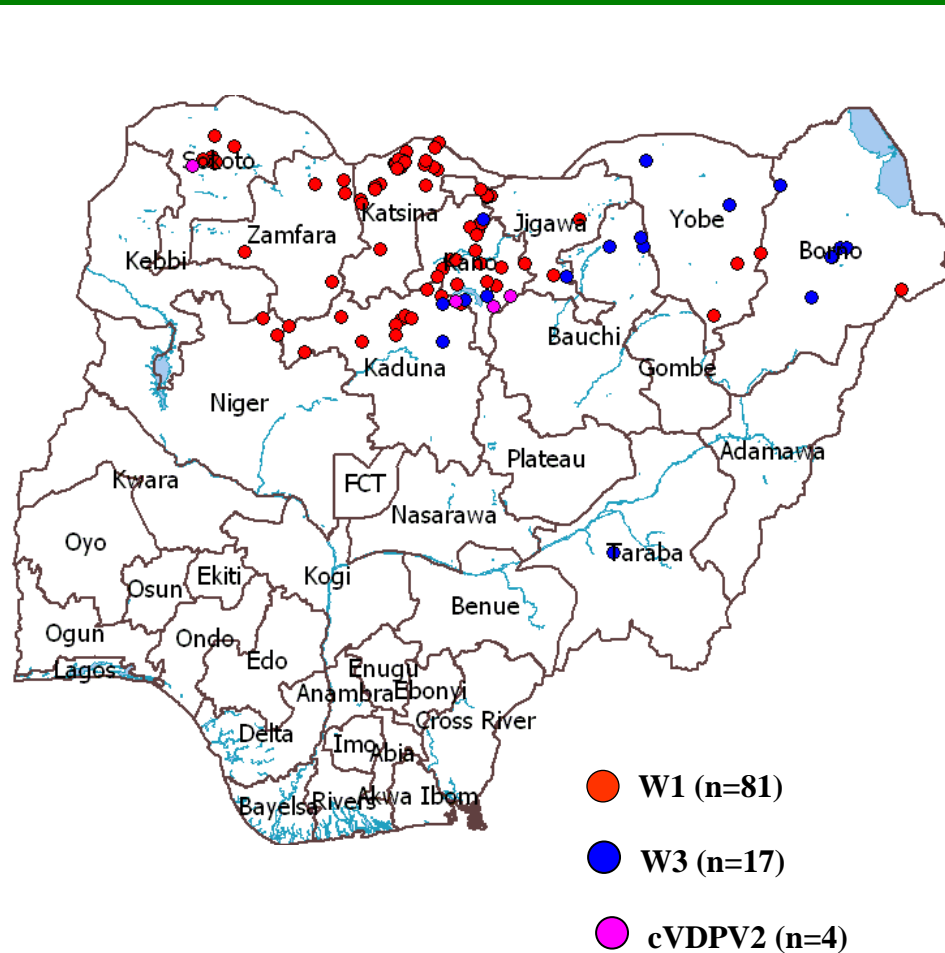 Sokoto
Katsina
Jigawa
Yobe
Zamfara
Borno
Kebbi
Kano
Bauchi
Gombe
Kaduna
Niger
Adamawa
Plateau
Kwara
FCT
Nasarawa
Oyo
Taraba
Ekiti
Kogi
Osun
Benue
Ogun
Ondo
Edo
Lagos
Enugu
Anambra
Ebonyi
Cross River
Delta
Imo
Abia
Bayelsa
Rivers
Akwa Ibom
W1 (n=81)
W3 (n=17)
cVDPV2 (n=4)